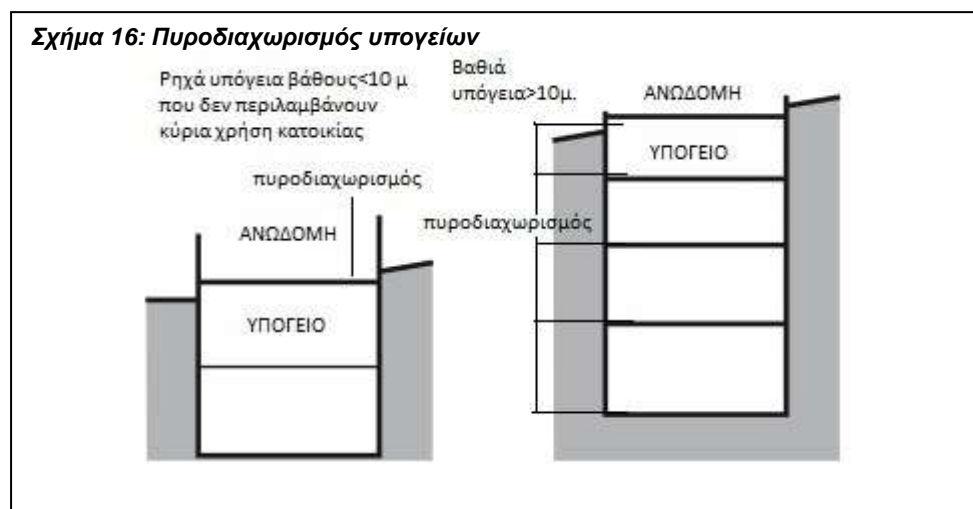 Σχήμα 16: Πυροδιαχωρισμός υπογείων
Ρηχά υπόγεια βάθους<10 μ
που δεν περιλαμβάνουν
κύρια χρήση κατοικίας
πυροδιαχωρισμός
ΑΝΩΔΟΜΗ
ΥΠΟΓΕΙΟ
Βαθιά
υπόγεια>10μ.
ΑΝΩΔΟΜΗ
ΥΠΟΓΕΙΟ
πυροδιαχωρισμός